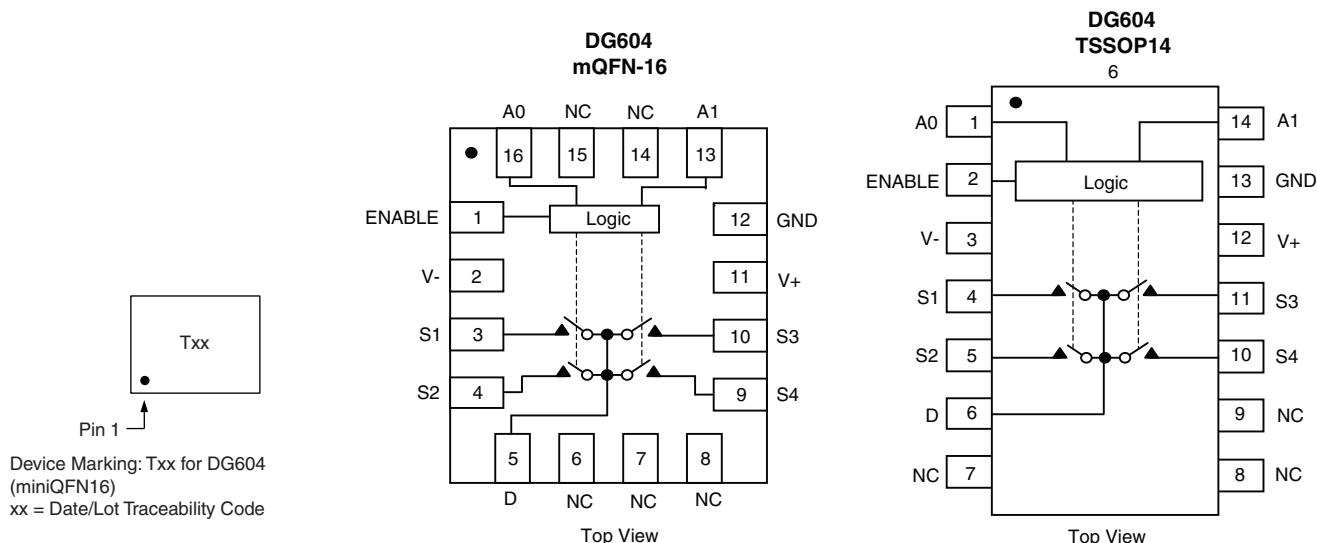 Txx
Pin 1
Device Marking: Txx for DG604
(miniQFN16)
xx = Date/Lot Traceability Code
DG604
mQFN-16
A0 NC NC A1
16 15 14 13
ENABLE 1 Logic 12 GND
V- 2 11 V+
S1 3 10 S3
S2 4 9 S4
5 6 7 8
D NC NC NC
Top View
DG604
TSSOP14
6
A0 1 14 A1
ENABLE 2 Logic 13 GND
V- 3 12 V+
S1 4 11 S3
S2 5 10 S4
D 6 9 NC
NC 7 8 NC
Top View